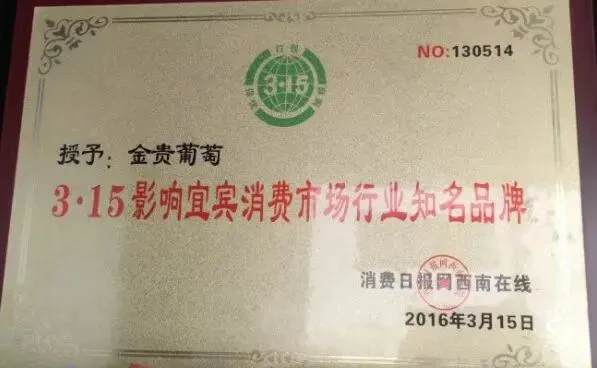 NO:130514
3·15
授予：金贵葡萄
3·15影响宜宾消费市场行业知名品牌
消费日报网西南在线
2016年3月15日